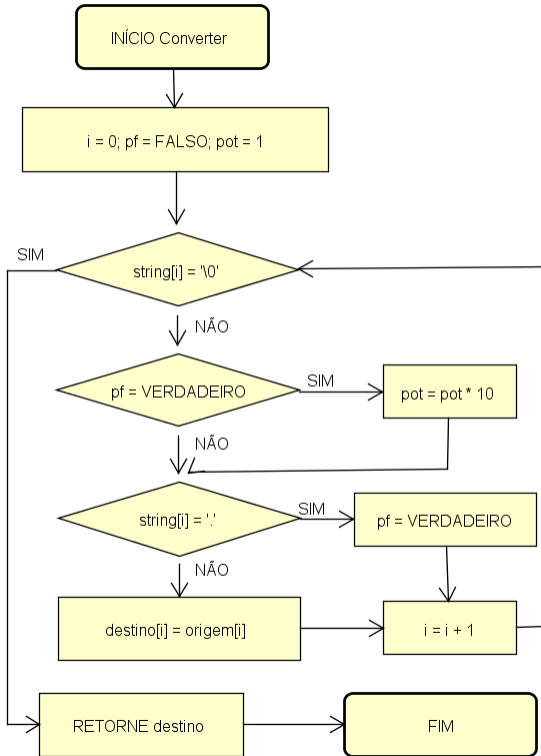 INÍCIO Converter
i = 0; pf = FALSO; pot = 1
SIM
string[i] = '\0'
NÃO
pf = VERDADEIRO
SIM
pot = pot * 10
NÃO
string[i] = '.'
SIM
pf = VERDADEIRO
NÃO
destino[i] = origem[i]
i = i + 1
RETORNE destino
FIM